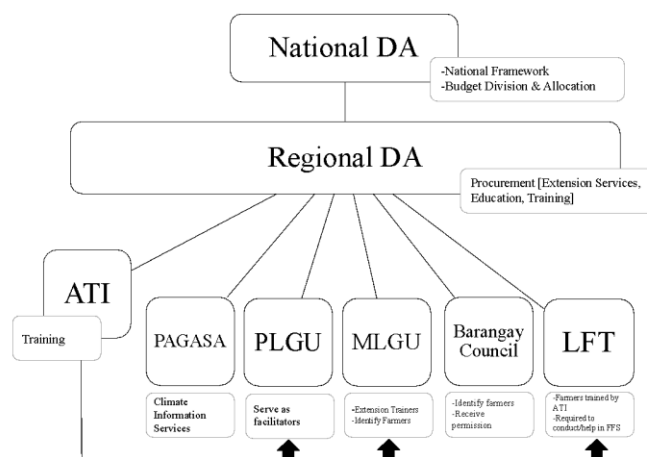 National DA
-National Framework
-Budget Division & Allocation
Regional DA
Procurement [Extension Services,
Education, Training]
ATI
Training
PAGASA
Climate
Information
Services
PLGU
Serve as
facilitators
MLGU
-Extension Trainers
-Identify Farmers
Barangay
Council
-Identify farmers
-Receive
permission
LFT
-Farmers trained by
ATI
-Required to
conduct/help in FFS